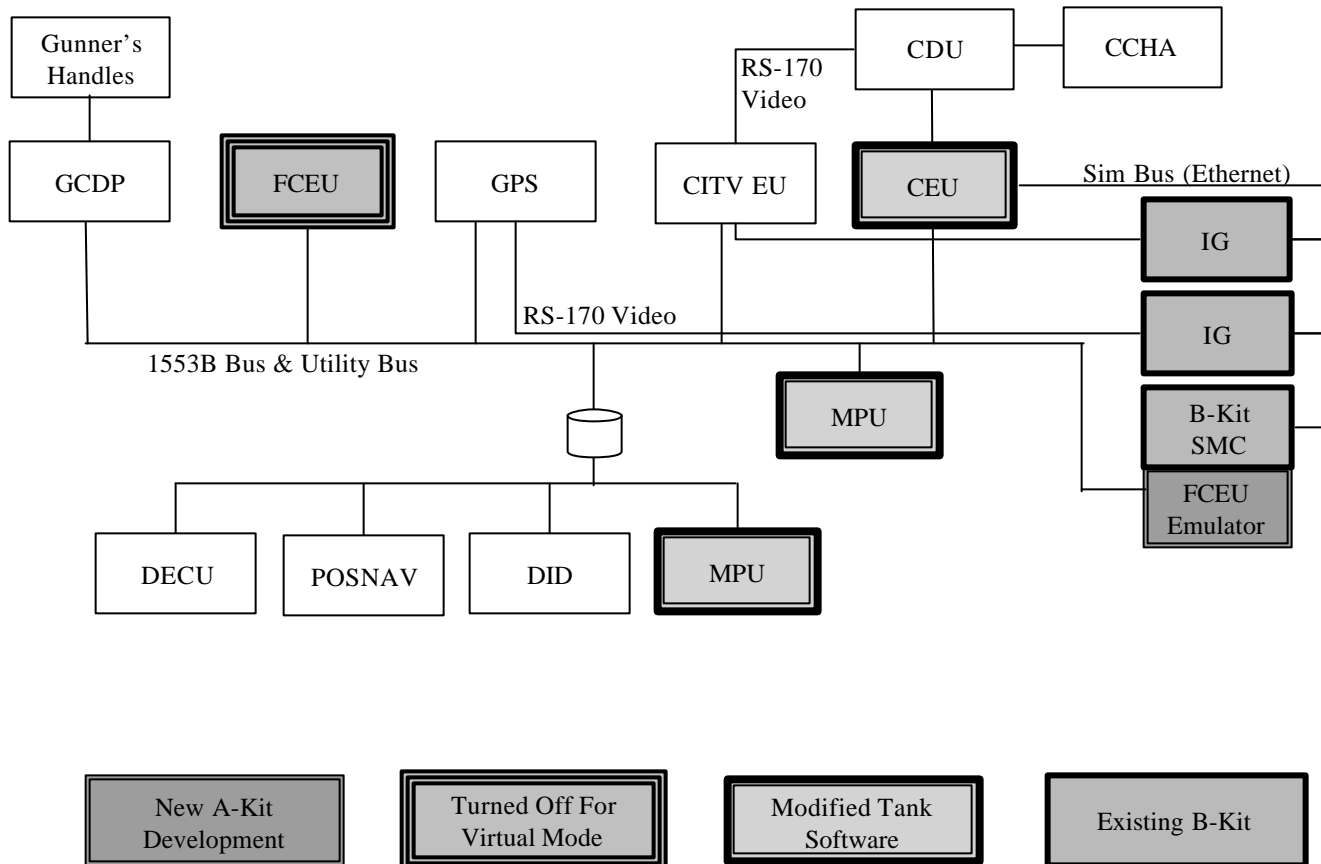 Gunner's
Handles
CDU
CCHA
RS-170
Video
GCDP
FCEU
GPS
CITV EU
CEU
Sim Bus (Ethernet)
IG
RS-170 Video
IG
1553B Bus & Utility Bus
MPU
B-Kit
SMC
FCEU
Emulator
DECU
POSNAV
DID
MPU
New A-Kit
Development
Turned Off For
Virtual Mode
Modified Tank
Software
Existing B-Kit